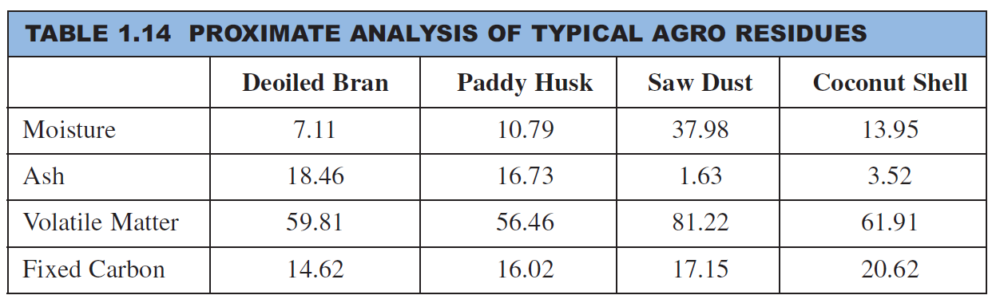 TABLE 1.14 PROXIMATE ANALYSIS OF TYPICAL AGRO RESIDUES
Deoiled Bran Paddy Husk Saw Dust Coconut Shell
Moisture 7.11 10.79 37.98 13.95
Ash 18.46 16.73 1.63 3.52
Volatile Matter 59.81 56.46 81.22 61.91
Fixed Carbon 14.62 16.02 17.15 20.62